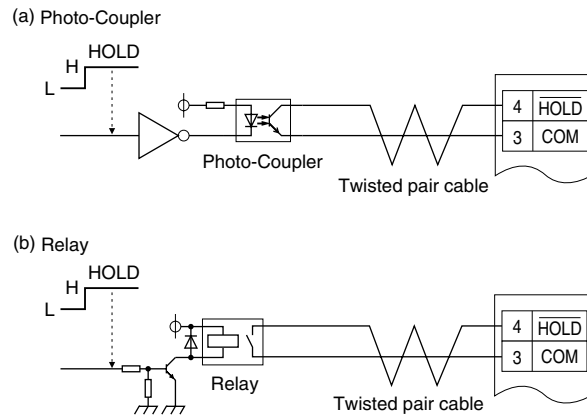 (a) Photo-Coupler
HOLD
H
L
4 HOLD
3 COM
Photo-Coupler
Twisted pair cable
(b) Relay
HOLD
H
L
4 HOLD
3 COM
Relay
Twisted pair cable